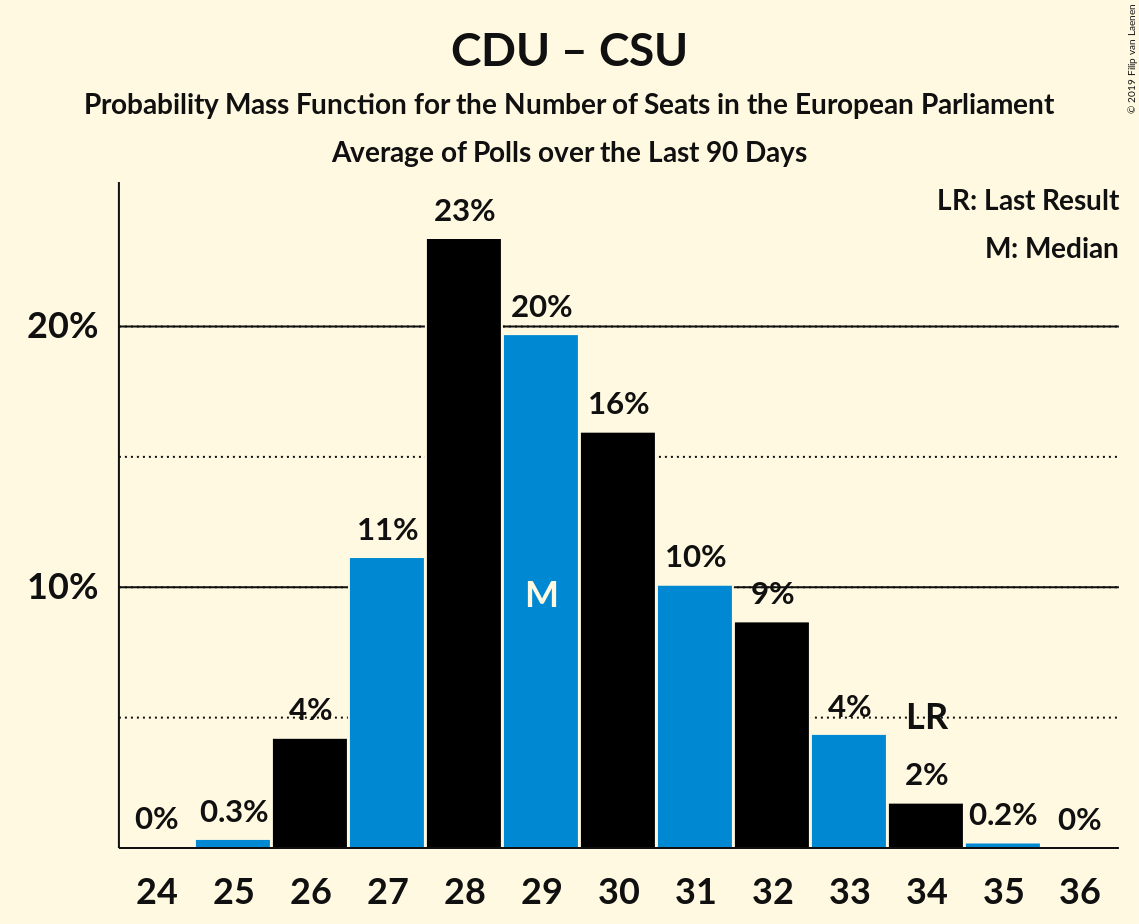 CDU – CSU
Probability Mass Function for the Number of Seats in the European Parliament
Average of Polls over the Last 90 Days
© 2019 Filip van Laenen
LR: Last Result
M: Median
20%
10%
0%
0.3%
4%
11%
23%
20%
16%
10%
9%
4%
2%
0.2%
0%
M
LR
24 25 26 27 28 29 30 31 32 33 34 35 36